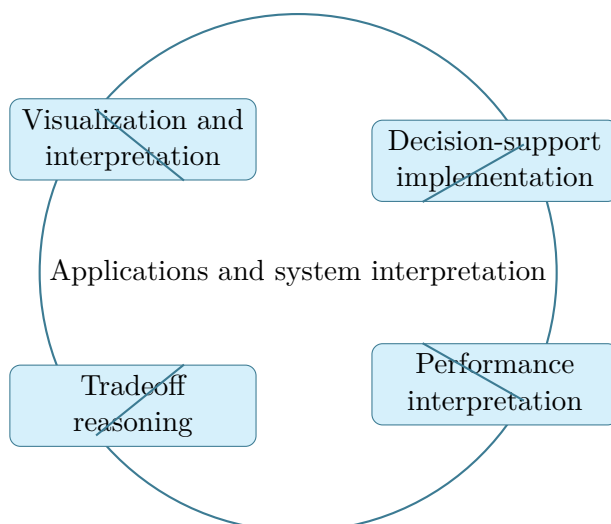 Visualization and
interpretation
Decision-support
implementation
Applications and system interpretation
Tradeoff
reasoning
Performance
interpretation